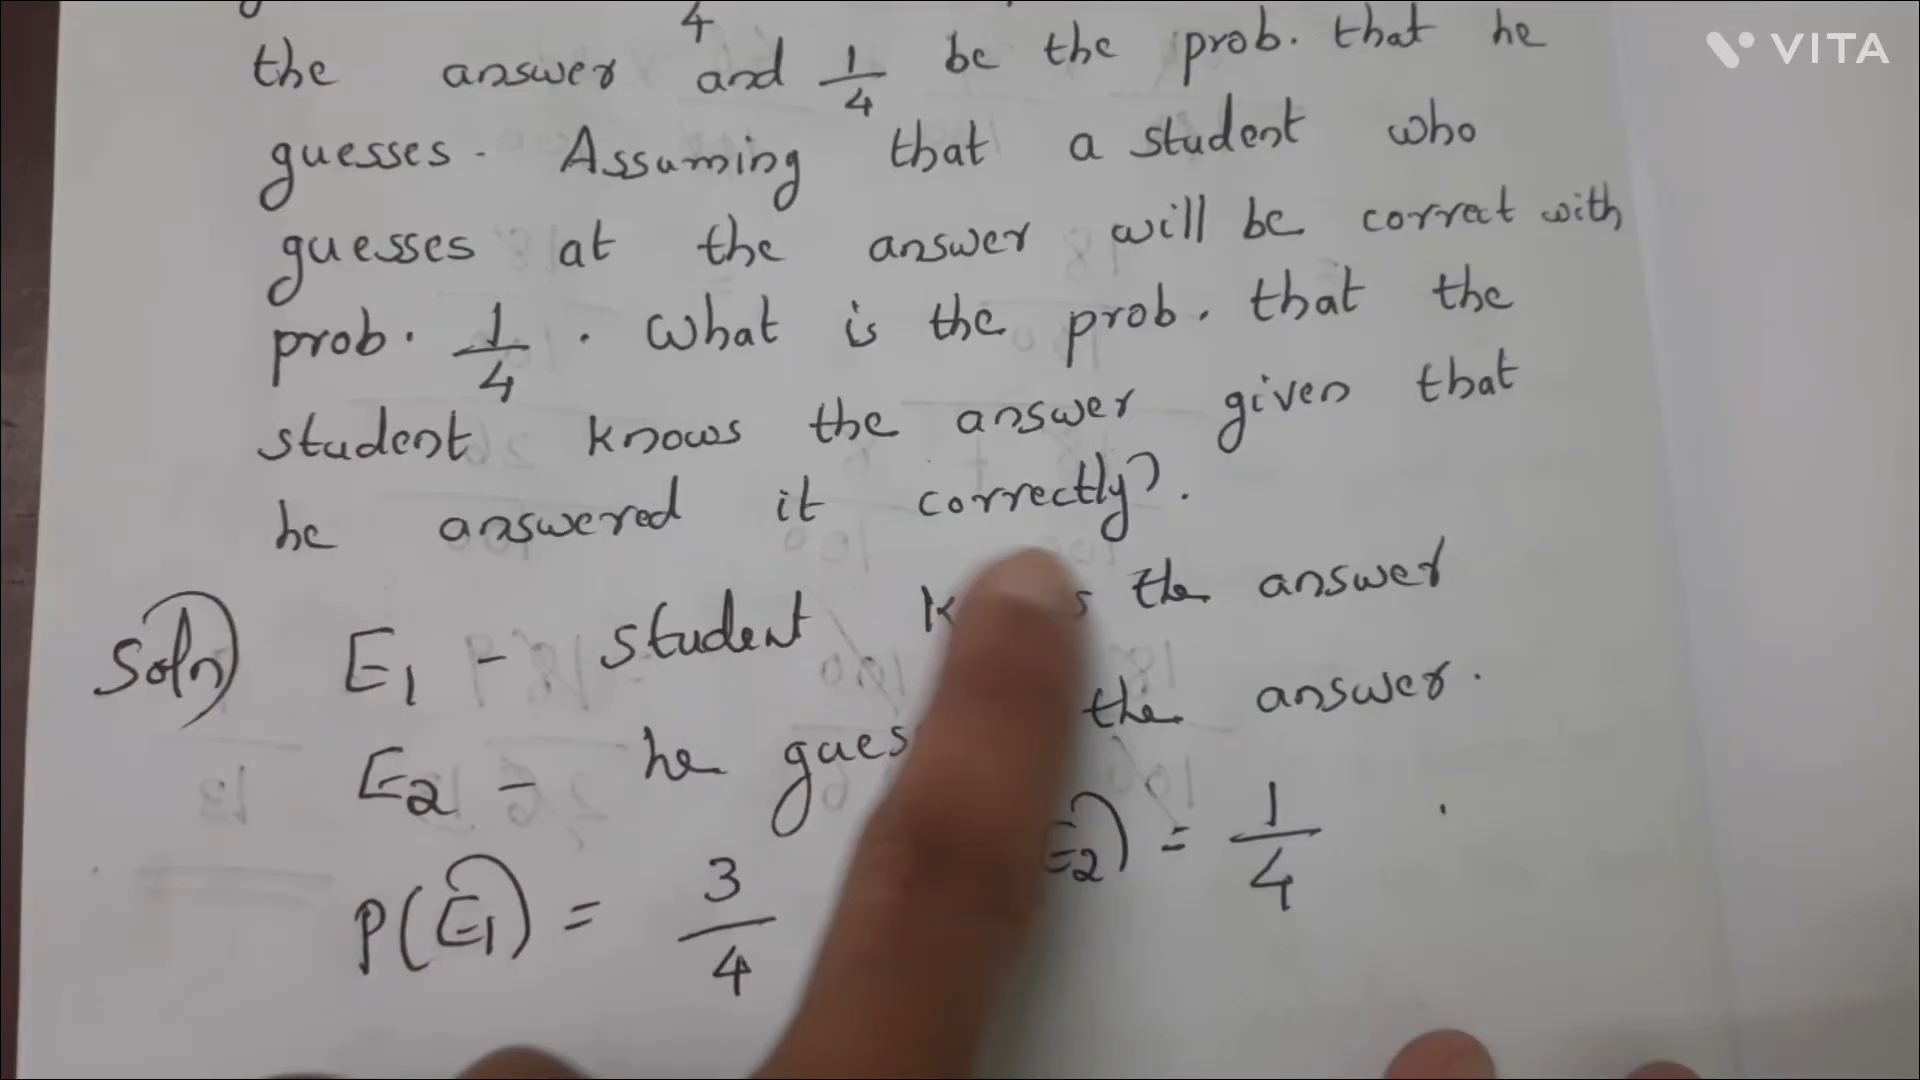 4
the answer and 1/4 be the prob. that he
guesses. Assuming that a student who
guesses at the answer will be correct with
prob. 1/4. What is the prob. that the
student knows the answer given that
he answered it correctly?.
Soln) E1 - student the answer
E2 - he the answer.
P(E1) = 3/4 E2) = 1/4
VITA